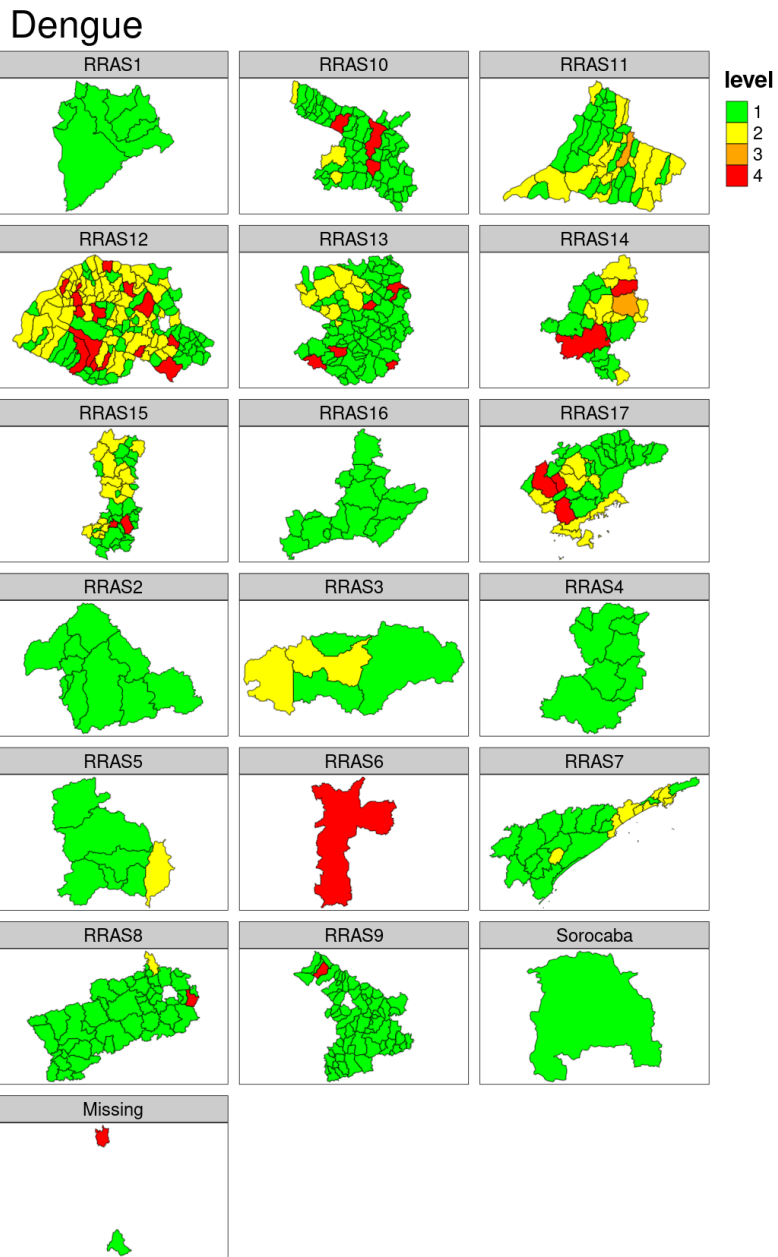 Dengue
RRAS1
RRAS10
RRAS11
level
1
2
3
4
RRAS12
RRAS13
RRAS14
RRAS15
RRAS16
RRAS17
RRAS2
RRAS3
RRAS4
RRAS5
RRAS6
RRAS7
RRAS8
RRAS9
Sorocaba
Missing